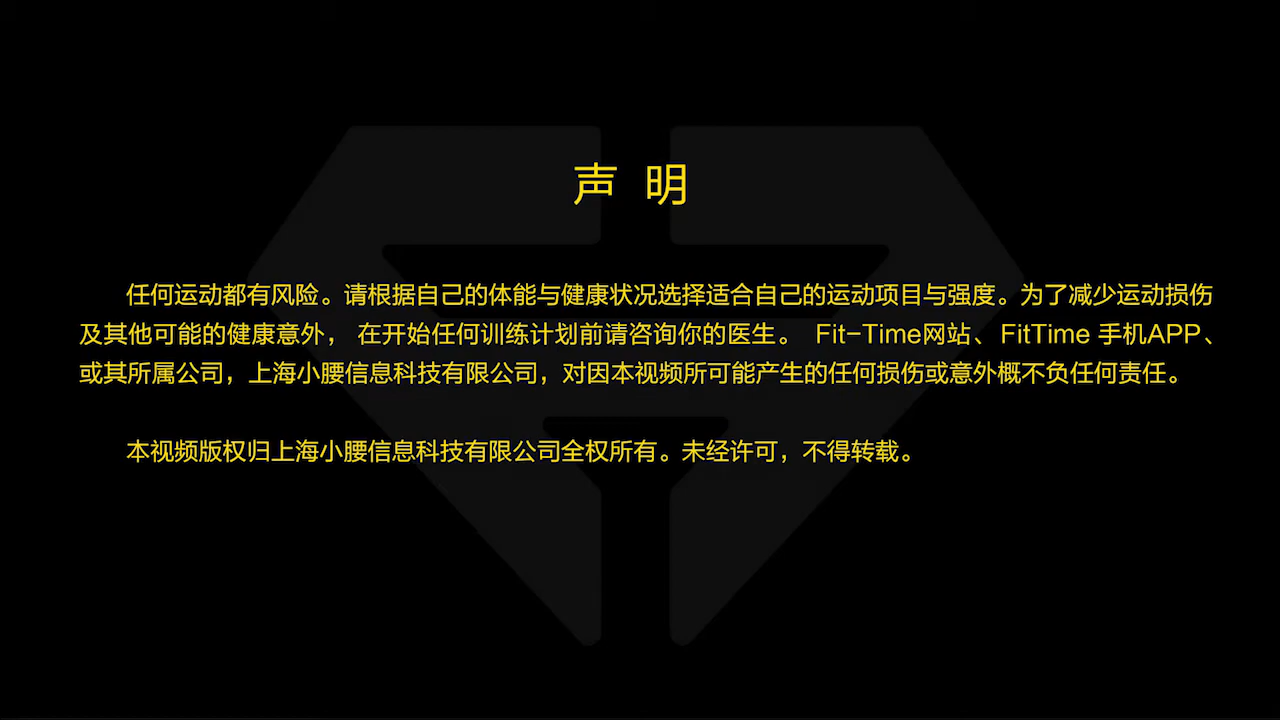 声 明
任何运动都有风险。请根据自己的体能与健康状况选择适合自己的运动项目与强度。为了减少运动损伤
及其他可能的健康意外， 在开始任何训练计划前请咨询你的医生。 Fit-Time网站、FitTime 手机APP、
或其所属公司，上海小腰信息科技有限公司，对因本视频所可能产生的任何损伤或意外概不负任何责任。
本视频版权归上海小腰信息科技有限公司全权所有。未经许可，不得转载。